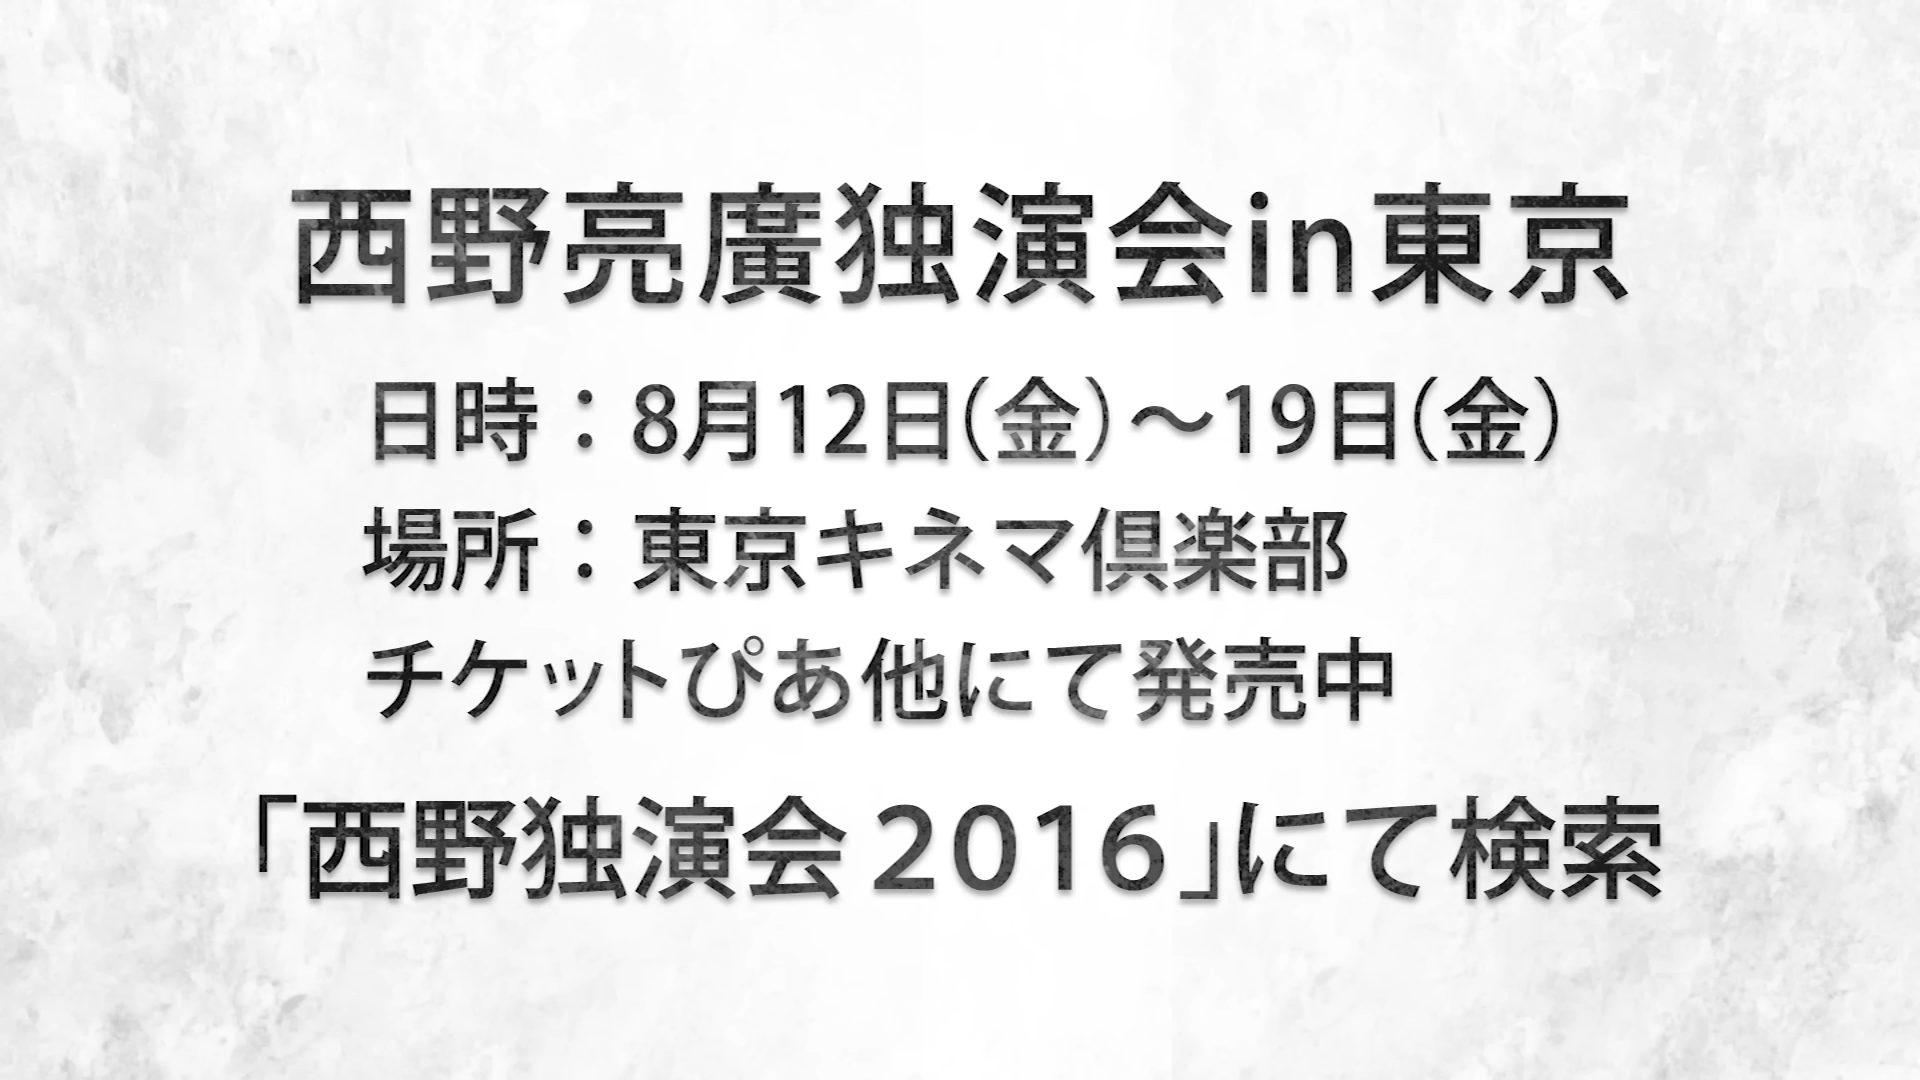 西野亮廣独演会in東京
日時：8月12日(金)～19日(金)
場所：東京キネマ倶楽部
チケットぴあ他にて発売中
「西野独演会2016」にて検索